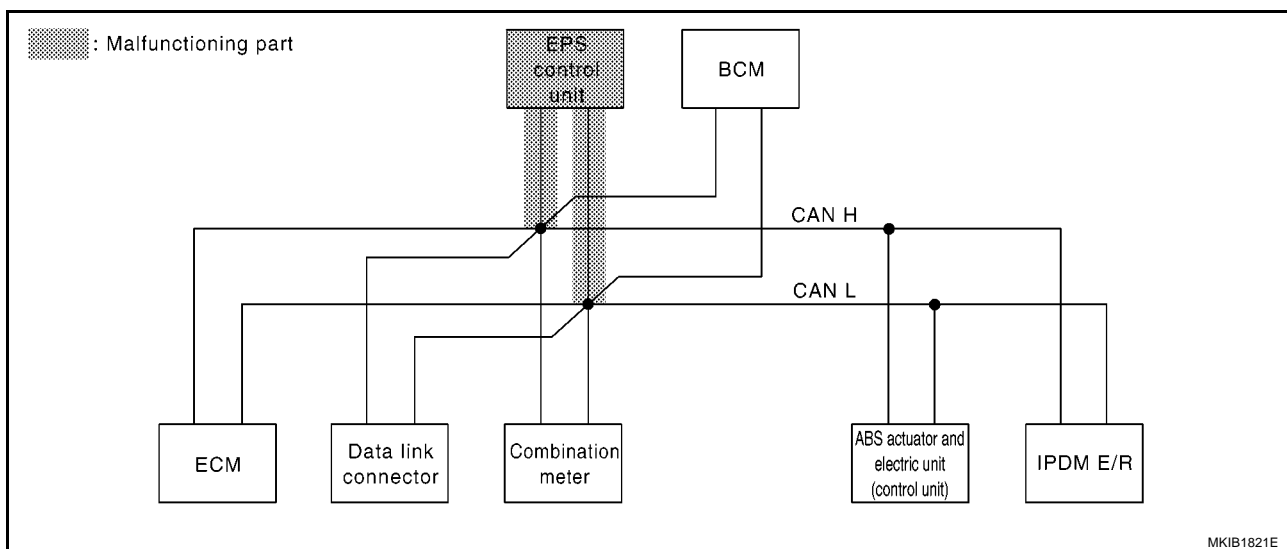 : Malfunctioning part
EPS
control
unit
BCM
CAN H
CAN L
ECM
Data link
connector
Combination
meter
ABS actuator and
electric unit
(control unit)
IPDM E/R
MKIB1821E